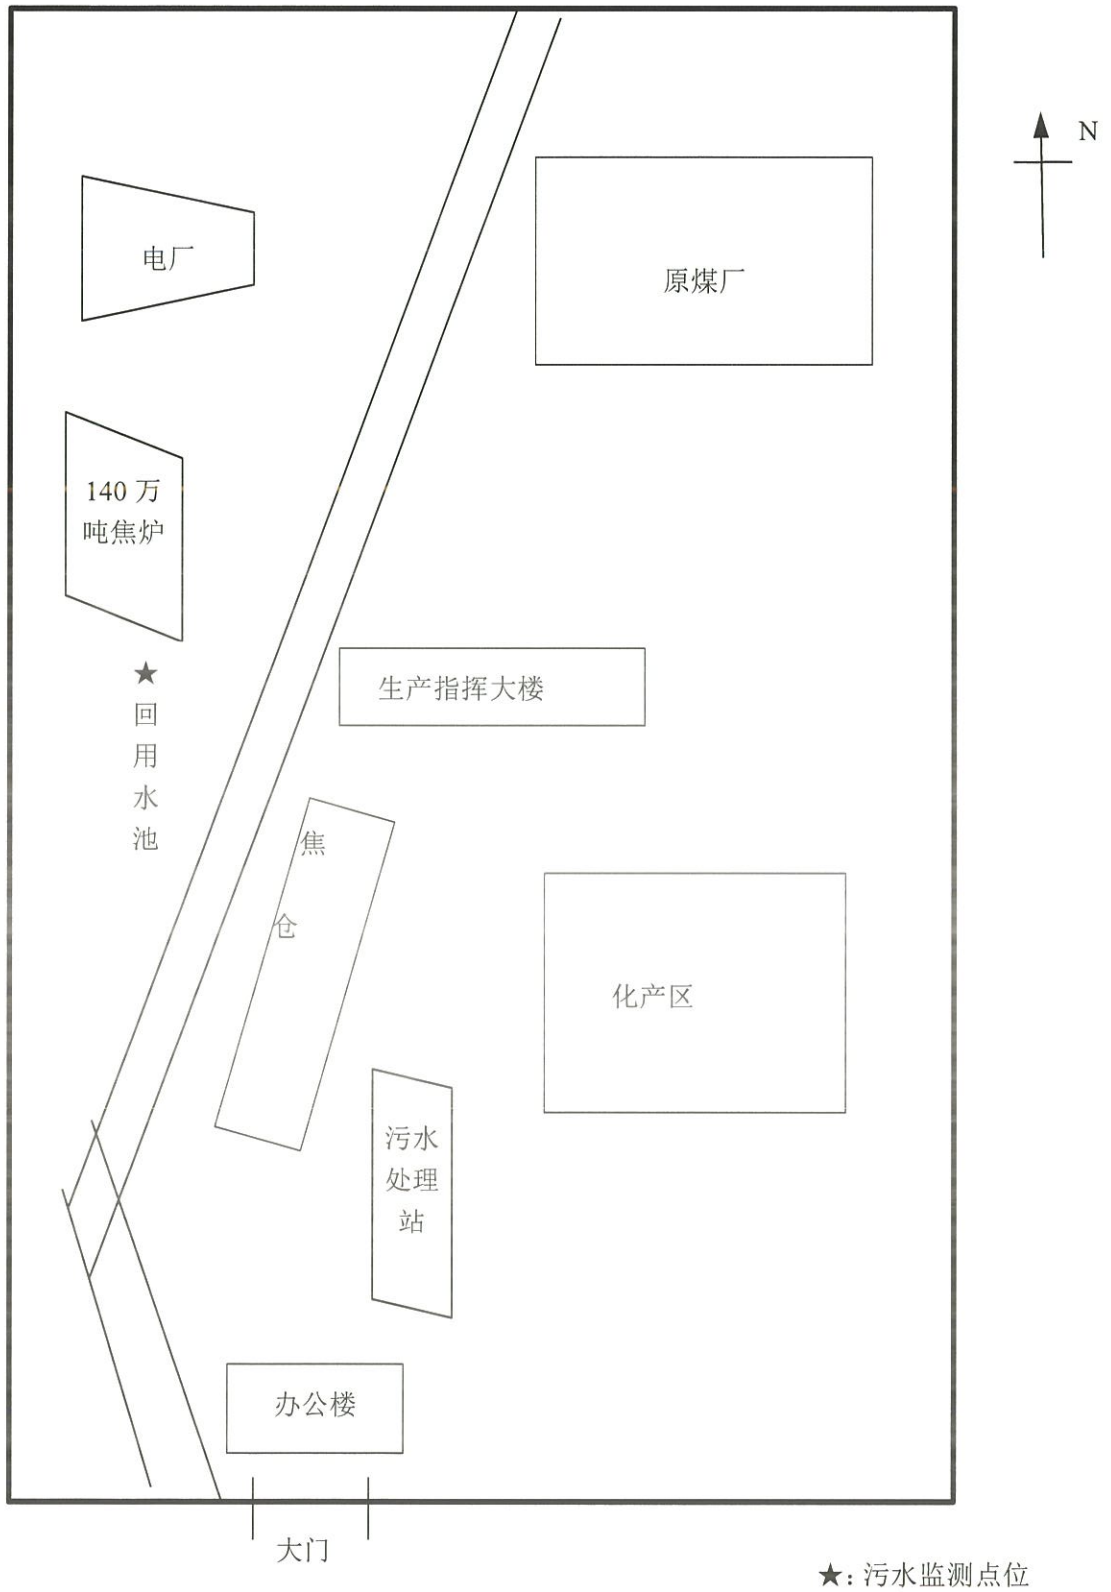 N
电厂
原煤厂
140 万
吨焦炉
★
回
用
水
池
生产指挥大楼
焦
仓
化产区
污水
处理
站
办公楼
大门
★: 污水监测点位